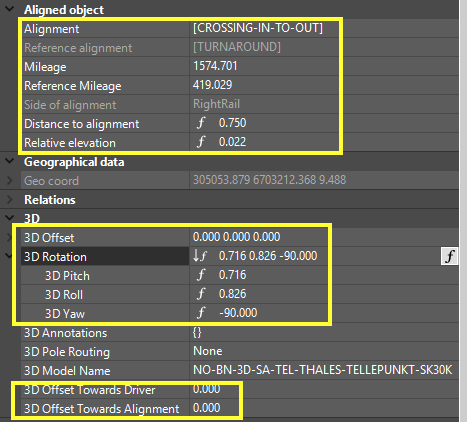 Aligned object
Alignment [CROSSING-IN-TO-OUT]
Reference alignment [TURNAROUND]
Mileage 1574.701
Reference Mileage 419.029
Side of alignment RightRail
Distance to alignment f 0.750
Relative elevation f 0.022
Geographical data
Geo coord 305053.879 6703212.368 9.488
Relations
3D
3D Offset 0.000 0.000 0.000
3D Rotation ↓f 0.716 0.826 -90.000 f
3D Pitch f 0.716
3D Roll f 0.826
3D Yaw f -90.000
3D Annotations {}
3D Pole Routing None
3D Model Name NO-BN-3D-SA-TEL-THALES-TELLEPUNKT-SK30K
3D Offset Towards Driver 0.000
3D Offset Towards Alignment 0.000